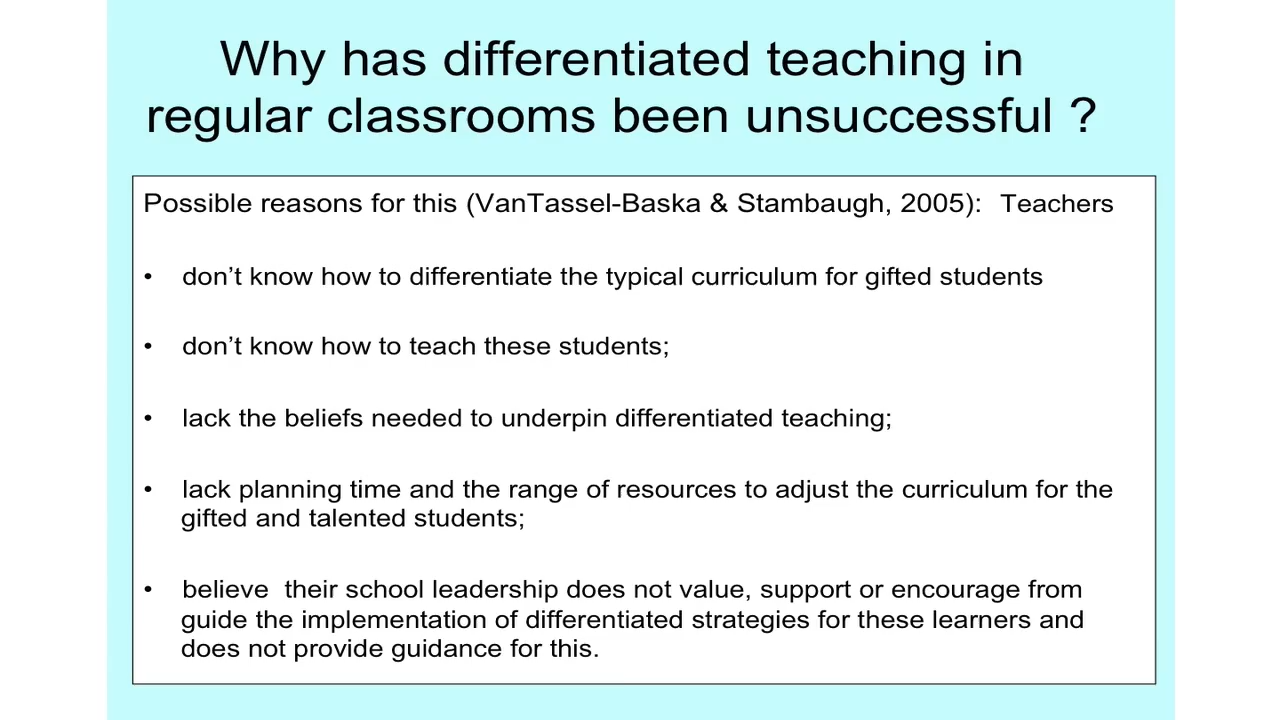 Why has differentiated teaching in
regular classrooms been unsuccessful ?
Possible reasons for this (VanTassel-Baska & Stambaugh, 2005):  Teachers
• don’t know how to differentiate the typical curriculum for gifted students
• don’t know how to teach these students;
• lack the beliefs needed to underpin differentiated teaching;
• lack planning time and the range of resources to adjust the curriculum for the
gifted and talented students;
• believe  their school leadership does not value, support or encourage from
guide the implementation of differentiated strategies for these learners and
does not provide guidance for this.